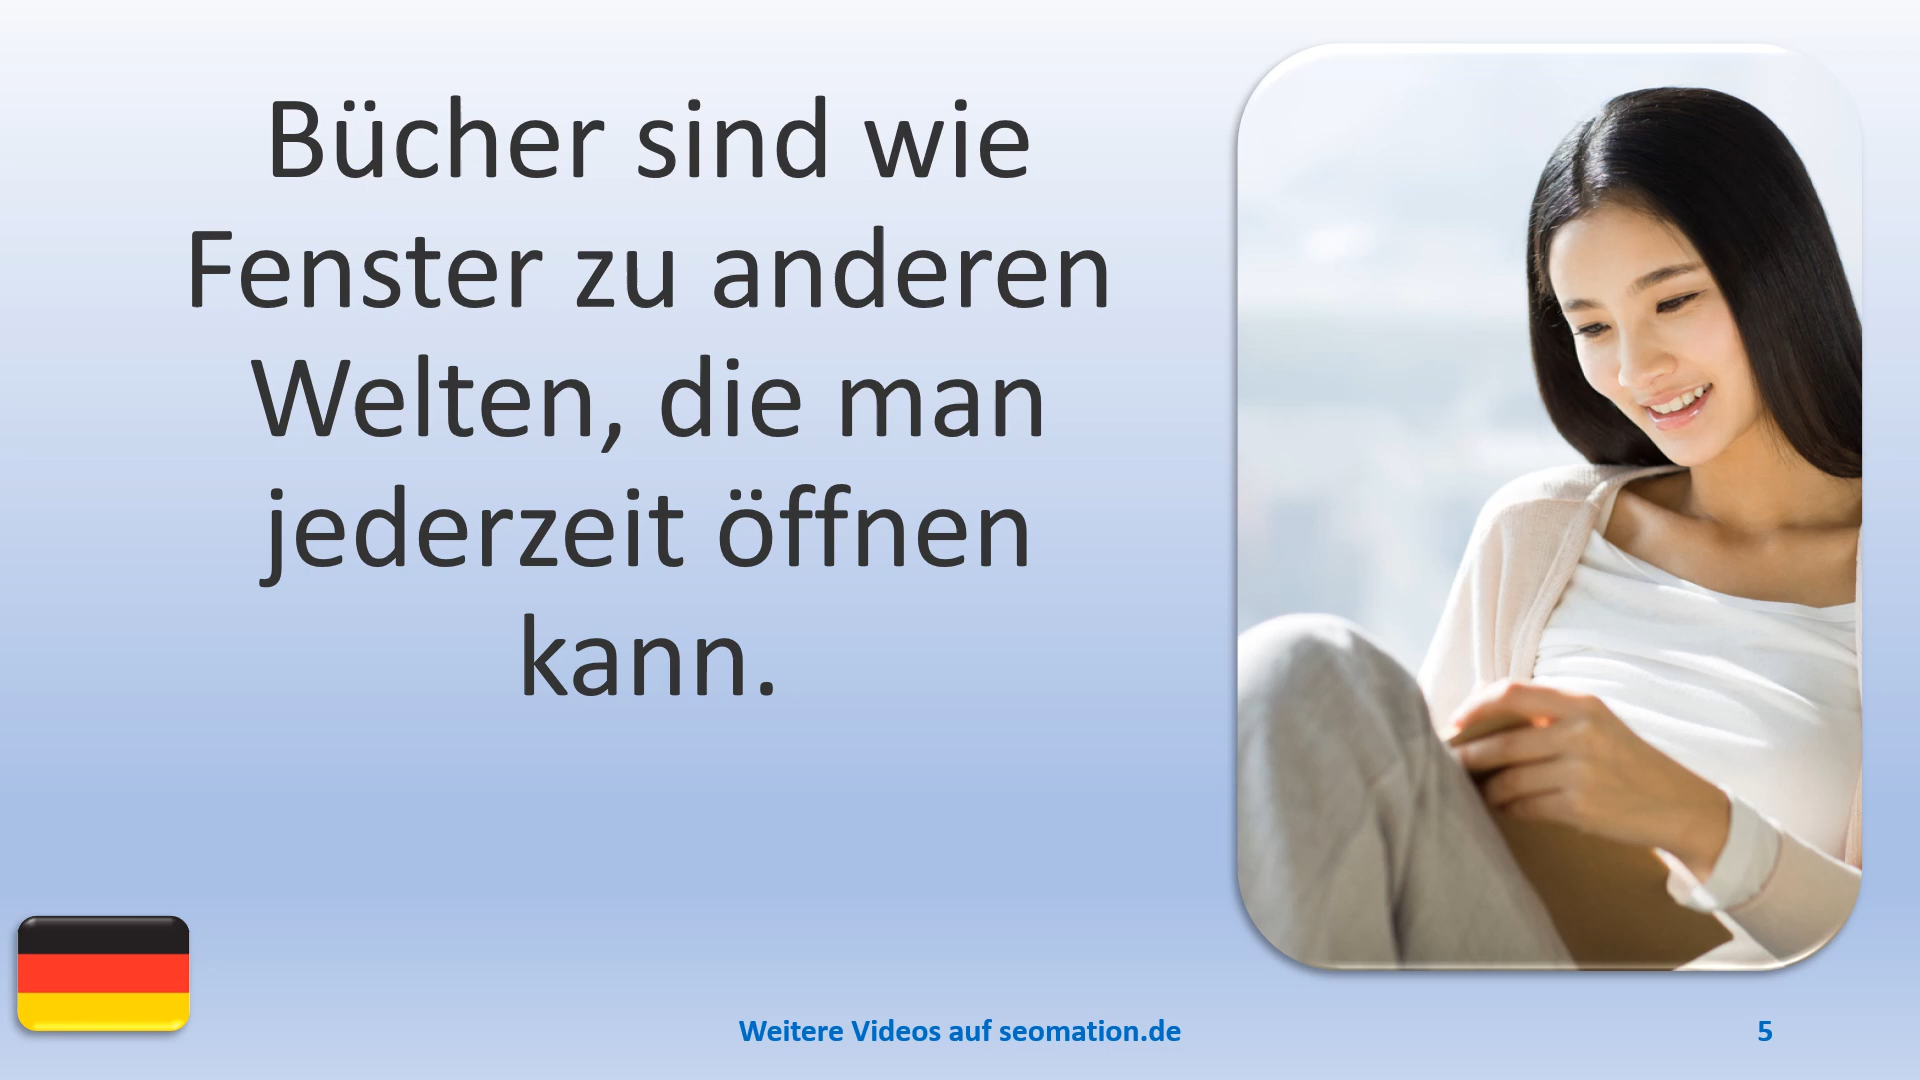 Bücher sind wie
Fenster zu anderen
Welten, die man
jederzeit öffnen
kann.
Weitere Videos auf seomation.de
5